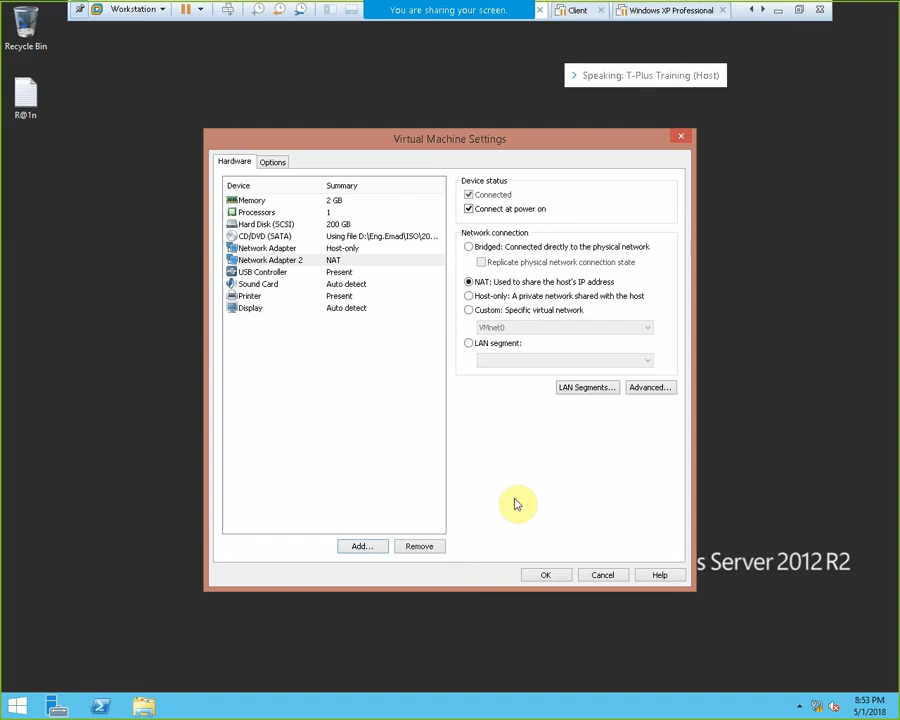 Workstation
You are sharing your screen.
Client
Windows XP Professional
Recycle Bin
Speaking: T-Plus Training (Host)
R@1n
Virtual Machine Settings
Hardware
Options
Device Summary
Memory 2 GB
Processors 1
Hard Disk (SCSI) 200 GB
CD/DVD (SATA) Using file D:\Eng.Emad\ISO\20...
Network Adapter Host-only
Network Adapter 2 NAT
USB Controller Present
Sound Card Auto detect
Printer Present
Display Auto detect
Device status
Connected
Connect at power on
Network connection
Bridged: Connected directly to the physical network
Replicate physical network connection state
NAT: Used to share the host's IP address
Host-only: A private network shared with the host
Custom: Specific virtual network
VMnet0
LAN segment:
LAN Segments...
Advanced...
Add...
Remove
OK
Cancel
Help
s Server 2012 R2
8:53 PM
5/1/2018